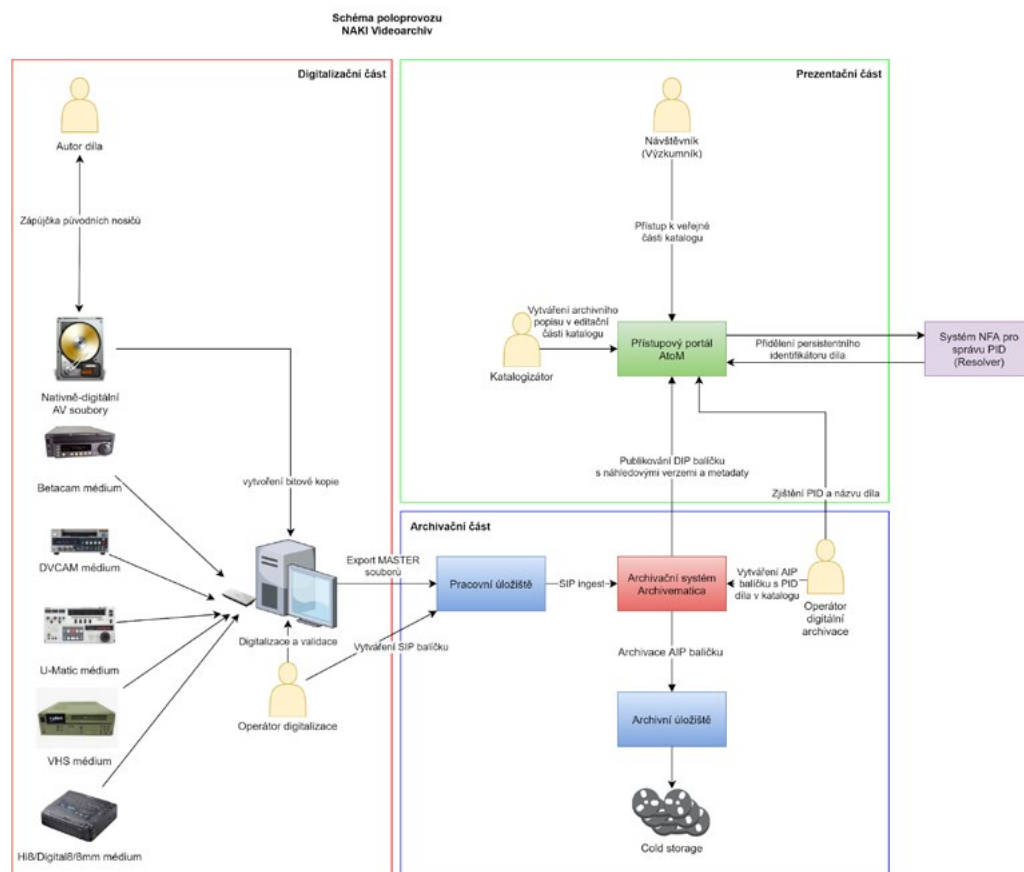 Schéma poloprovozu
NAKI Videoarchiv
Digitalizační část
Autor díla
Zápůjčka původních nosičů
Nativně-digitální
AV soubory
vytvoření bitové kopie
Betacam médium
DVCAM médium
U-Matic médium
VHS médium
Hi8/Digital8/8mm médium
Digitalizace a validace
Operátor digitalizace
Export MASTER
souborů
Vytváření SIP balíčku
Prezentační část
Návštěvník
(Výzkumník)
Přístup k veřejné
části katalogu
Vytváření archivního
popisu v editační
části katalogu
Katalogizátor
Přístupový portál
AtoM
Přidělení persistentního
identifikátoru díla
Systém NFA pro
správu PID
(Resolver)
Publikování DIP balíčku
s náhledovými verzemi a metadaty
Zjištění PID a názvu díla
Archivační část
Pracovní úložiště
SIP ingest
Archivační systém
Archivematica
Vytváření AIP
balíčku s PID
díla v katalogu
Operátor
digitální
archivace
Archivace AIP balíčku
Archivní úložiště
Cold storage